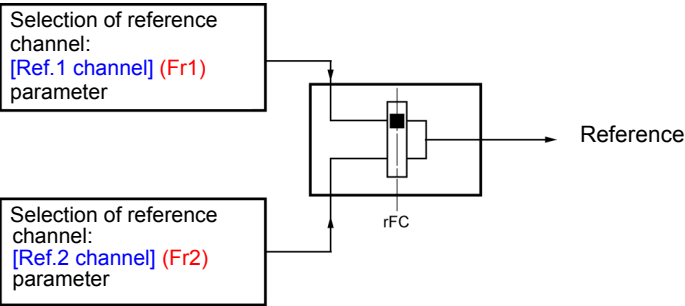 Selection of reference
channel:
[Ref.1 channel] (Fr1)
parameter
Reference
rFC
Selection of reference
channel:
[Ref.2 channel] (Fr2)
parameter